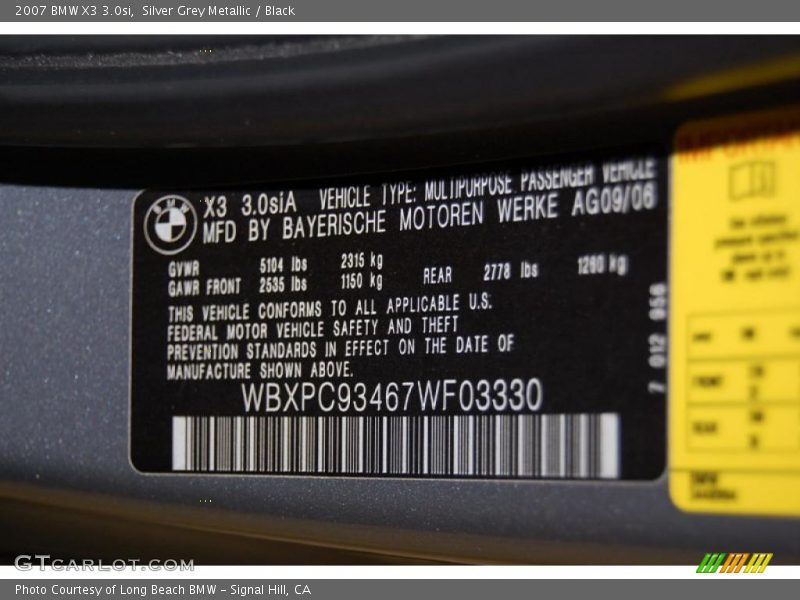 2007 BMW X3 3.0si, Silver Grey Metallic / Black
X3 3.0siA VEHICLE TYPE: MULTIPURPOSE PASSENGER VEHICLE
MFD BY BAYERISCHE MOTOREN WERKE AG09/06
GVWR 5104 lbs 2315 kg
GAWR FRONT 2535 lbs 1150 kg REAR 2778 lbs 1260 kg
THIS VEHICLE CONFORMS TO ALL APPLICABLE U.S.
FEDERAL MOTOR VEHICLE SAFETY AND THEFT
PREVENTION STANDARDS IN EFFECT ON THE DATE OF
MANUFACTURE SHOWN ABOVE.
WBXPC93467WF03330
7 012 956
GTCARLOT.COM
Photo Courtesy of Long Beach BMW - Signal Hill, CA